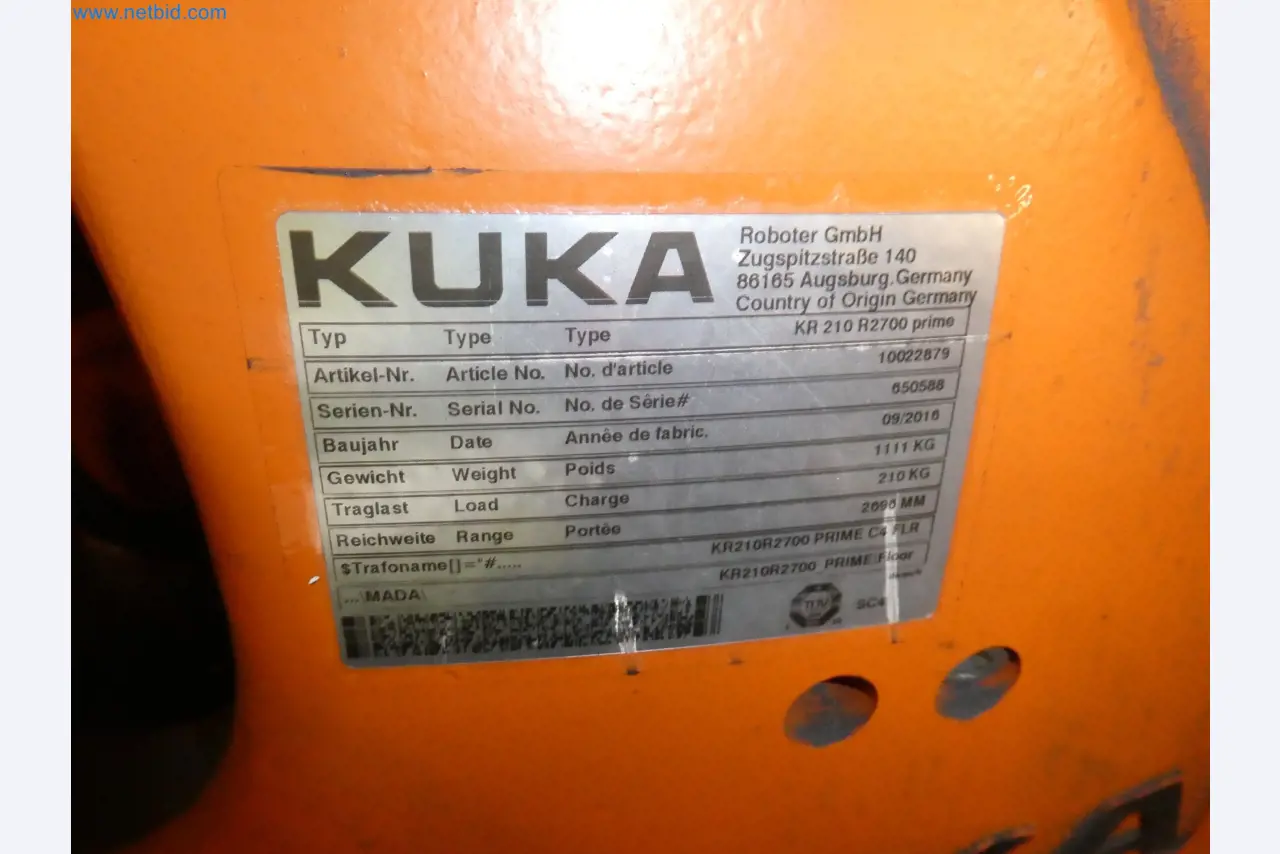 www.netbid.com
KUKA
Roboter GmbH
Zugspitzstraße 140
86165 Augsburg, Germany
Country of Origin Germany
Typ Type Type KR 210 R2700 prime
Artikel-Nr. Article No. No. d'article 10022879
Serien-Nr. Serial No. No. de Sêrie# 650588
Baujahr Date Annêe de fabric. 09/2016
Gewicht Weight Poids 1111 KG
Traglast Load Charge 210 KG
Reichweite Range Portêe 2696 MM
$Trafoname[]="#..... KR210R2700 PRIME C4 FLR
...\MADA\ KR210R2700 PRIME Floor